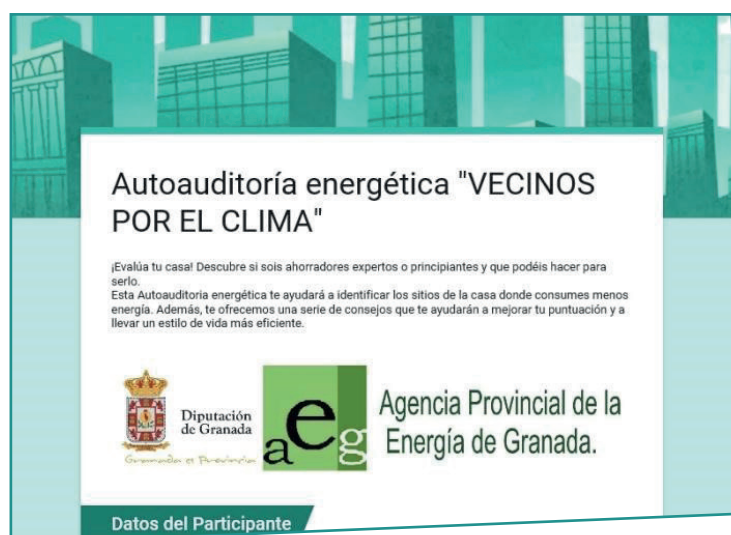 Autoauditoría energética "VECINOS
POR EL CLIMA"
¡Evalúa tu casa! Descubre si sois ahorradores expertos o principiantes y que podéis hacer para
serlo.
Esta Autoauditoria energética te ayudará a identificar los sitios de la casa donde consumes menos
energía. Además, te ofrecemos una serie de consejos que te ayudarán a mejorar tu puntuación y a
llevar un estilo de vida más eficiente.
Diputación
de Granada
Granada es Provincia
aeg
Agencia Provincial de la
Energía de Granada.
Datos del Participante